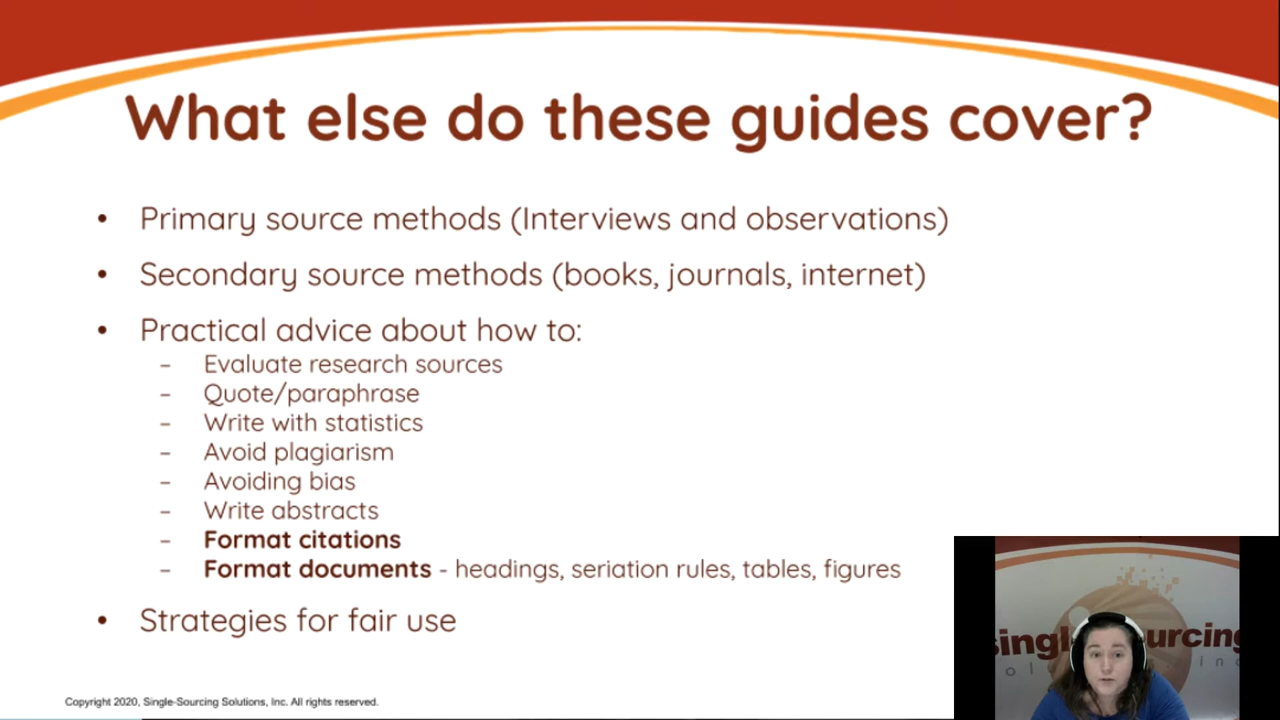 What else do these guides cover?
• Primary source methods (Interviews and observations)
• Secondary source methods (books, journals, internet)
• Practical advice about how to:
– Evaluate research sources
– Quote/paraphrase
– Write with statistics
– Avoid plagiarism
– Avoiding bias
– Write abstracts
– Format citations
– Format documents - headings, seriation rules, tables, figures
• Strategies for fair use
Copyright 2020, Single-Sourcing Solutions, Inc. All rights reserved.